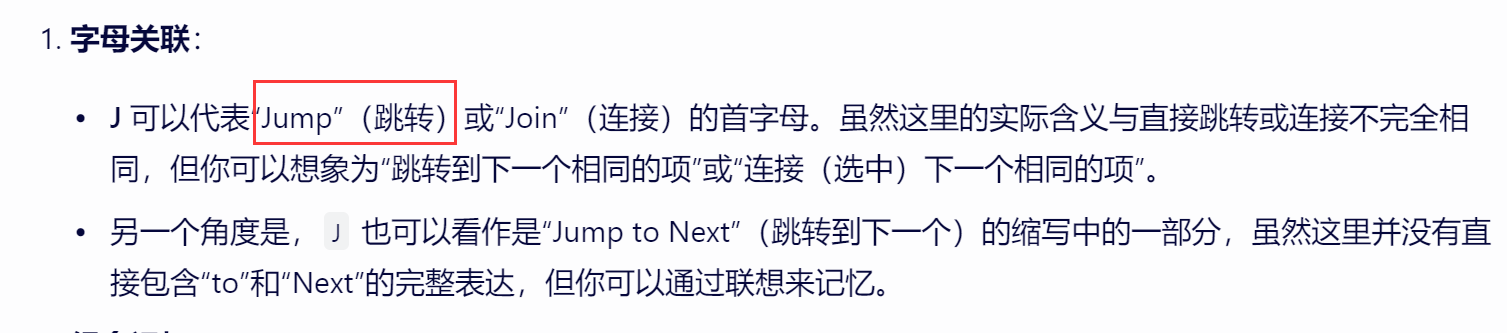 1. 字母关联：
• J 可以代表“Jump”（跳转）或“Join”（连接）的首字母。虽然这里的实际含义与直接跳转或连接不完全相
同，但你可以想象为“跳转到下一个相同的项”或“连接（选中）下一个相同的项”。
• 另一个角度是， J 也可以看作是“Jump to Next”（跳转到下一个）的缩写中的一部分，虽然这里并没有直
接包含“to”和“Next”的完整表达，但你可以通过联想来记忆。